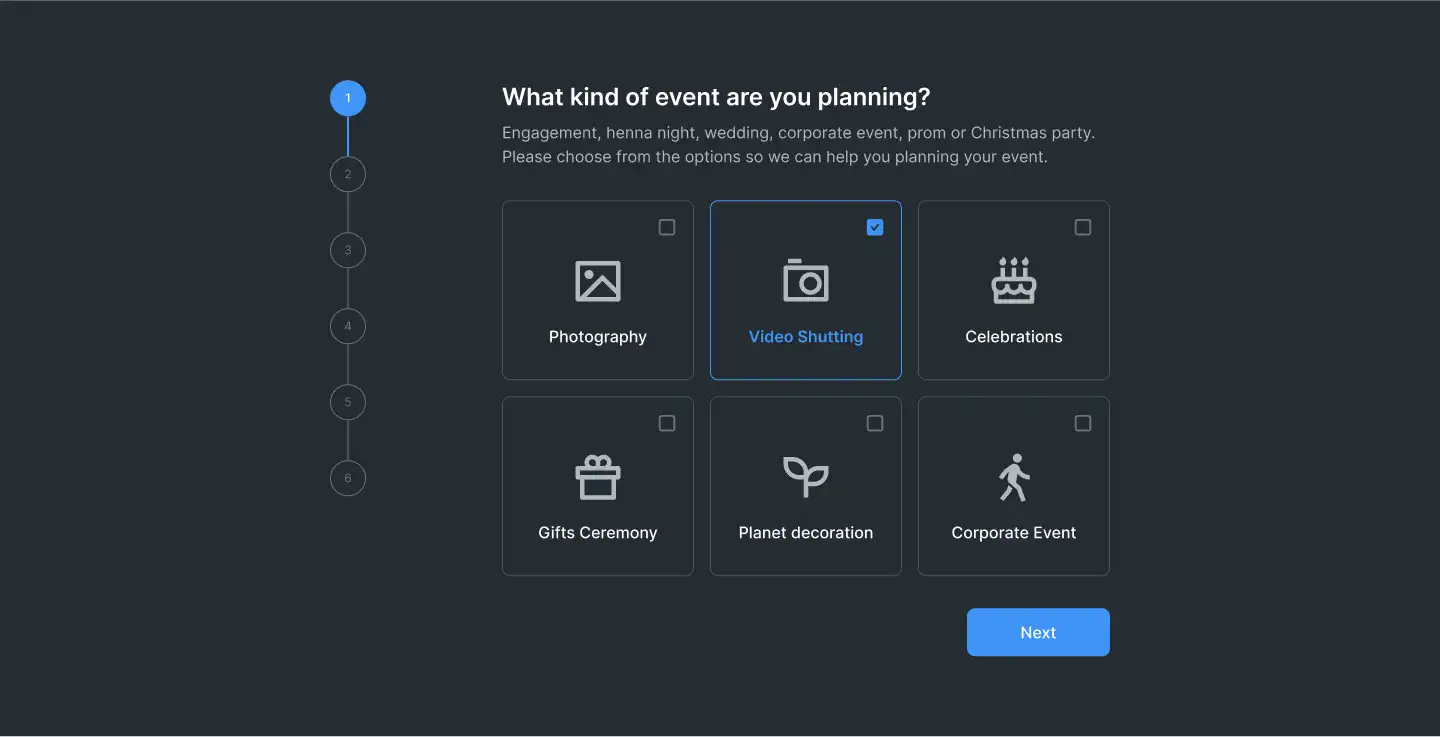 1
What kind of event are you planning?
Engagement, henna night, wedding, corporate event, prom or Christmas party.
Please choose from the options so we can help you planning your event.
2
3
4
5
6
Photography
Video Shutting
Celebrations
Gifts Ceremony
Planet decoration
Corporate Event
Next